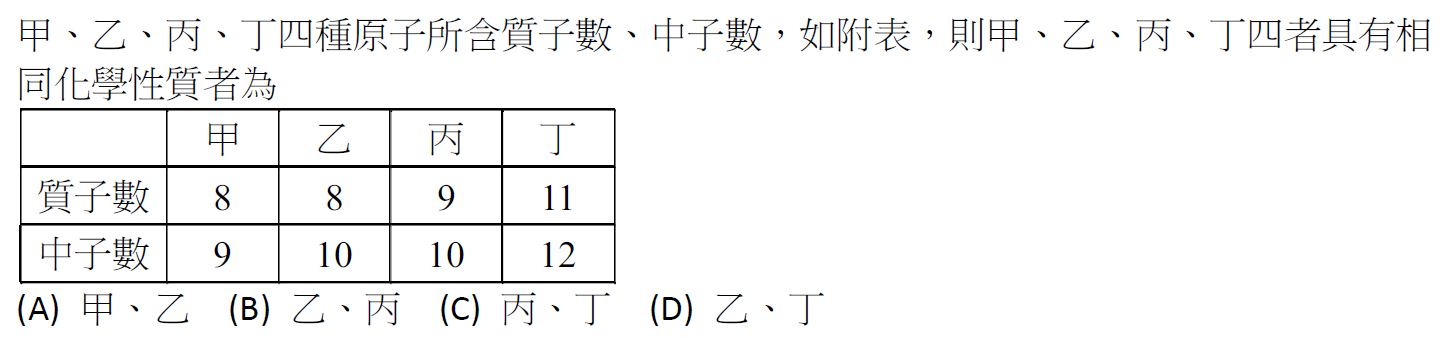 甲、乙、丙、丁四種原子所含質子數、中子數，如附表，則甲、乙、丙、丁四者具有相
同化學性質者為
甲 乙 丙 丁
質子數 8 8 9 11
中子數 9 10 10 12
(A) 甲、乙 (B) 乙、丙 (C) 丙、丁 (D) 乙、丁